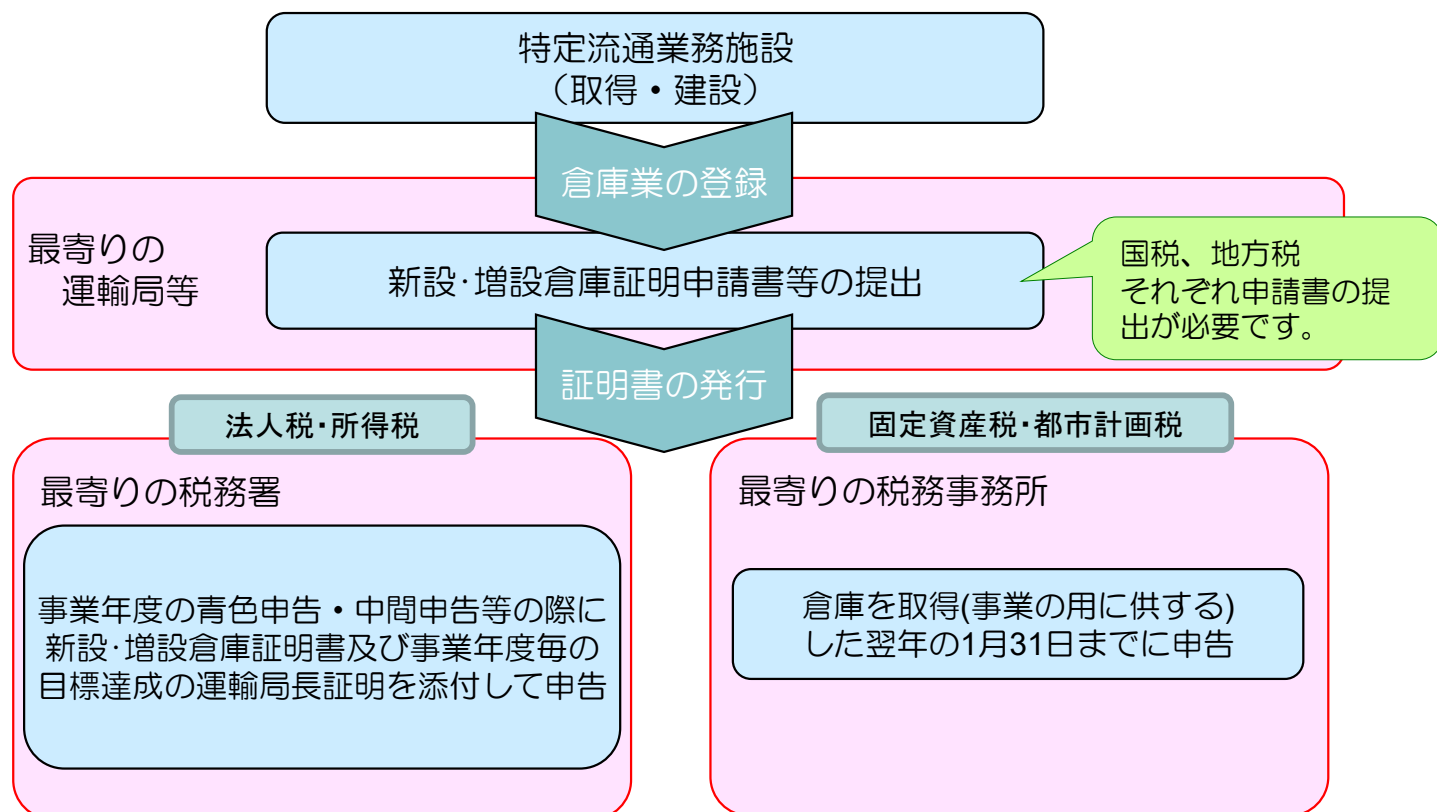 特定流通業務施設
（取得・建設）
倉庫業の登録
最寄りの
運輸局等
新設･増設倉庫証明申請書等の提出
国税、地方税
それぞれ申請書の提
出が必要です。
証明書の発行
法人税･所得税
最寄りの税務署
事業年度の青色申告・中間申告等の際に
新設･増設倉庫証明書及び事業年度毎の
目標達成の運輸局長証明を添付して申告
固定資産税･都市計画税
最寄りの税務事務所
倉庫を取得(事業の用に供する)
した翌年の1月31日までに申告